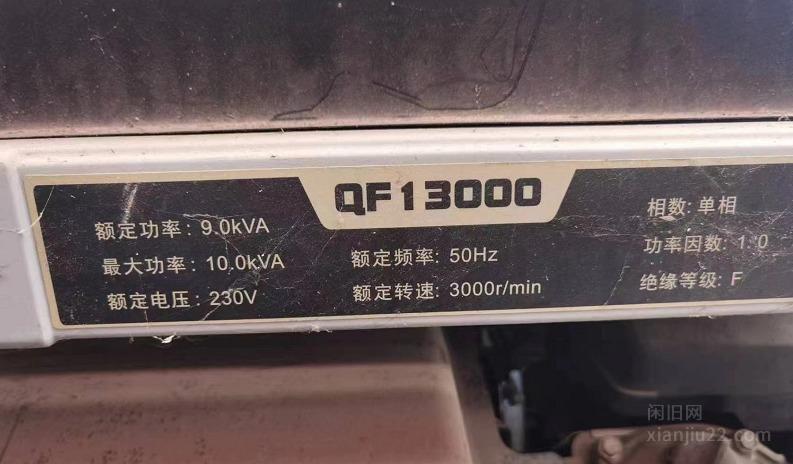 QF13000
额定功率: 9.0kVA
最大功率: 10.0kVA
额定电压: 230V
额定频率: 50Hz
额定转速: 3000r/min
相数: 单相
功率因数: 1.0
绝缘等级: F
闲旧网
xianjiu22.com